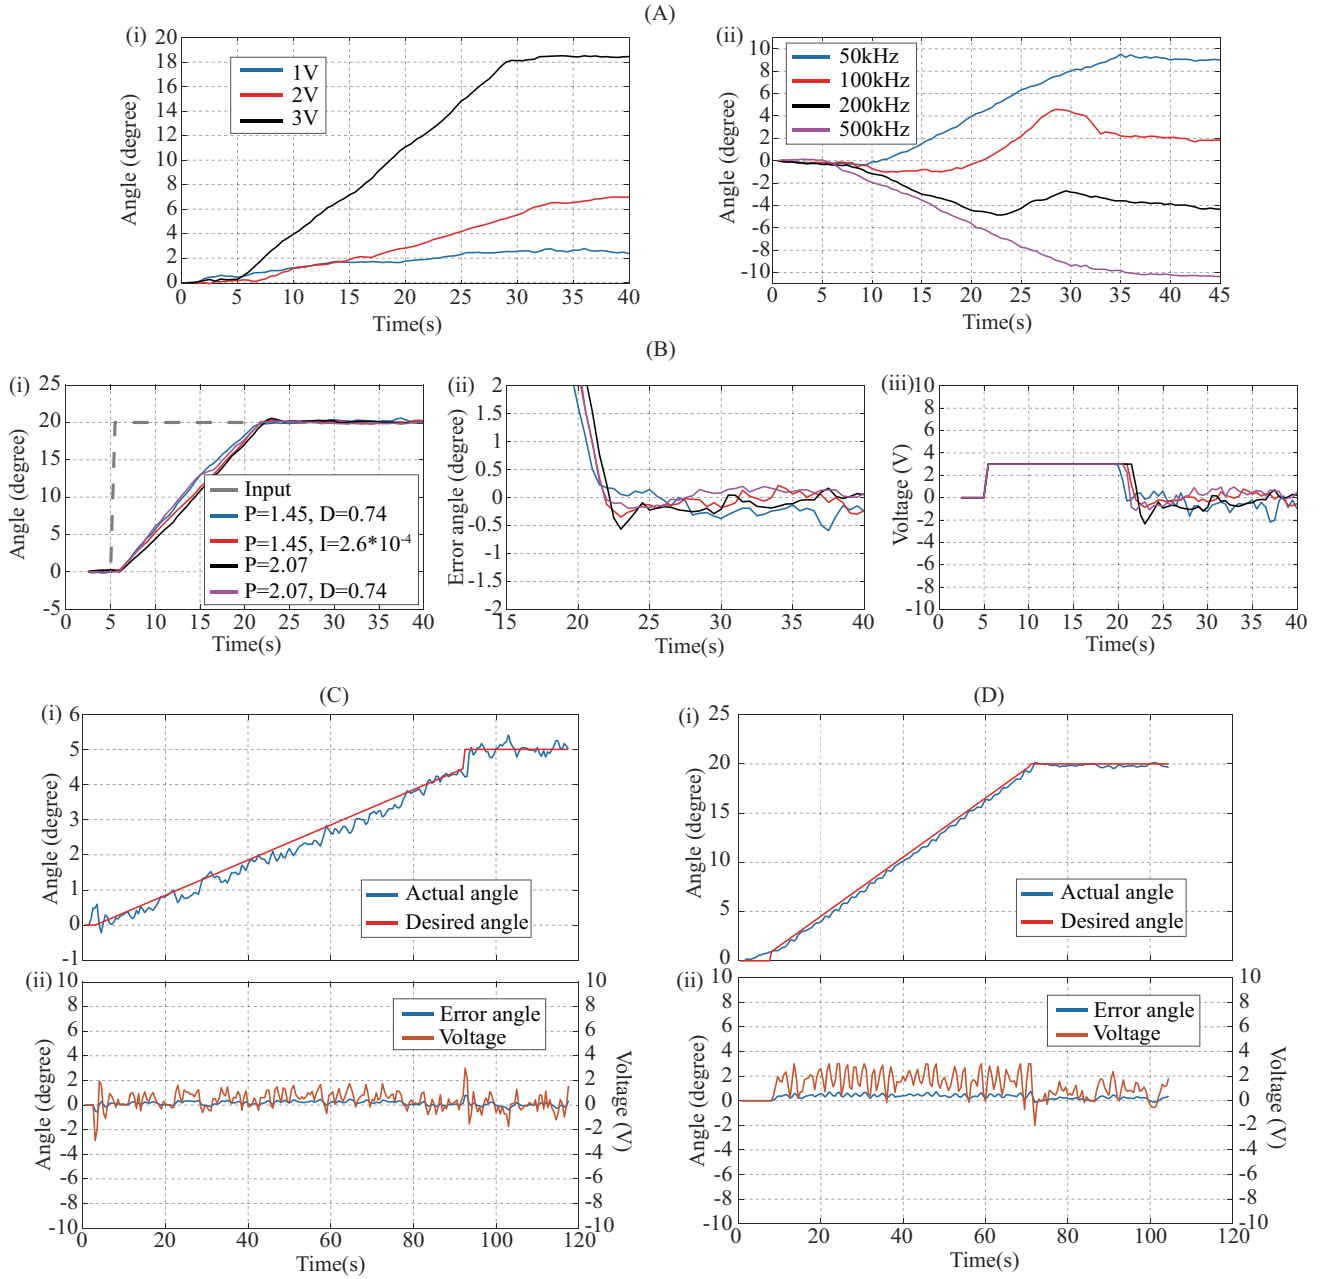 (A)
(i)
20
18
16
14
12
10
8
6
4
2
0
Angle (degree)
1V
2V
3V
0 5 10 15 20 25 30 35 40
Time(s)
(ii)
10
8
6
4
2
0
-2
-4
-6
-8
-10
Angle (degree)
50kHz
100kHz
200kHz
500kHz
0 5 10 15 20 25 30 35 40 45
Time(s)
(B)
(i)
25
20
15
10
5
0
-5
Angle (degree)
Input
P=1.45, D=0.74
P=1.45, I=2.6*10-4
P=2.07
P=2.07, D=0.74
0 5 10 15 20 25 30 35 40
Time(s)
(ii)
2
1.5
1
0.5
0
-0.5
-1
-1.5
-2
Error angle (degree)
15 20 25 30 35 40
Time(s)
(iii)
10
8
6
4
2
0
-2
-4
-6
-8
-10
Voltage (V)
0 5 10 15 20 25 30 35 40
Time(s)
(C)
(i)
6
5
4
3
2
1
0
-1
Angle (degree)
Actual angle
Desired angle
(ii)
10
8
6
4
2
0
-2
-4
-6
-8
-10
Angle (degree)
Error angle
Voltage
10
8
6
4
2
0
-2
-4
-6
-8
-10
Voltage (V)
0 20 40 60 80 100 120
Time(s)
(D)
(i)
25
20
15
10
5
0
Angle (degree)
Actual angle
Desired angle
(ii)
10
8
6
4
2
0
-2
-4
-6
-8
-10
Angle (degree)
Error angle
Voltage
10
8
6
4
2
0
-2
-4
-6
-8
-10
Voltage (V)
0 20 40 60 80 100 120
Time(s)